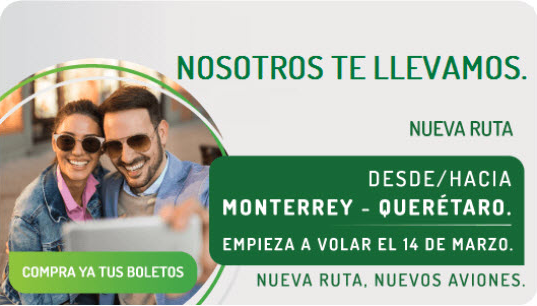 NOSOTROS TE LLEVAMOS.
NUEVA RUTA
DESDE/HACIA
MONTERREY - QUERÉTARO.
EMPIEZA A VOLAR EL 14 DE MARZO.
COMPRA YA TUS BOLETOS
NUEVA RUTA, NUEVOS AVIONES.